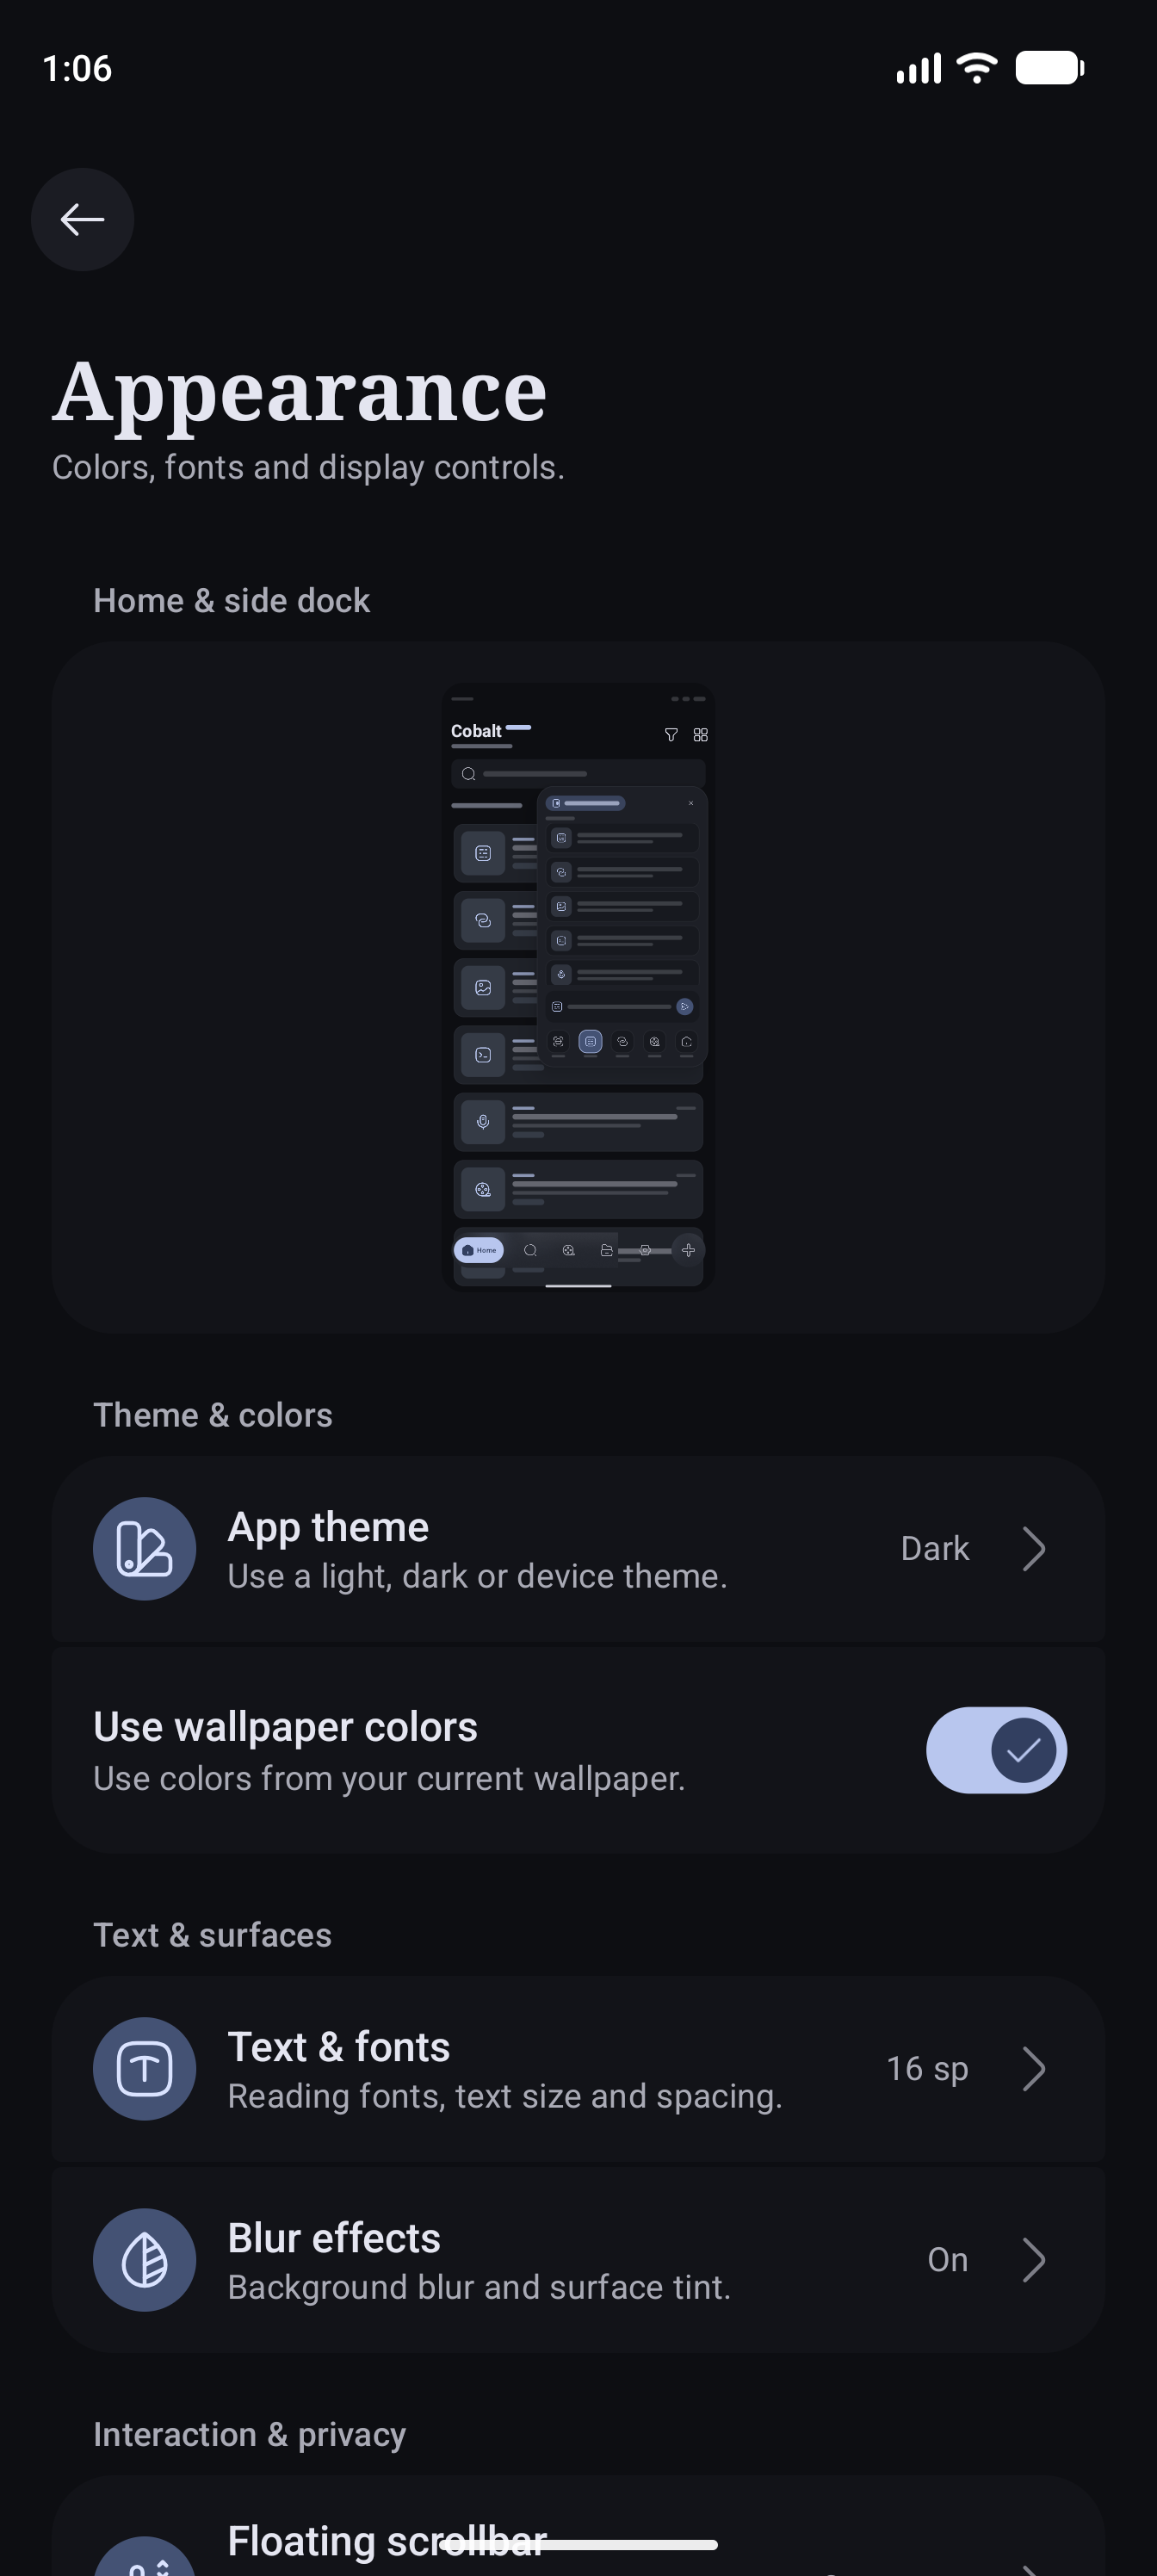 1:06
Appearance
Colors, fonts and display controls.
Home & side dock
Cobalt
Home
Theme & colors
App theme
Use a light, dark or device theme.
Dark
Use wallpaper colors
Use colors from your current wallpaper.
Text & surfaces
Text & fonts
Reading fonts, text size and spacing.
16 sp
Blur effects
Background blur and surface tint.
On
Interaction & privacy
Floating scrollbar